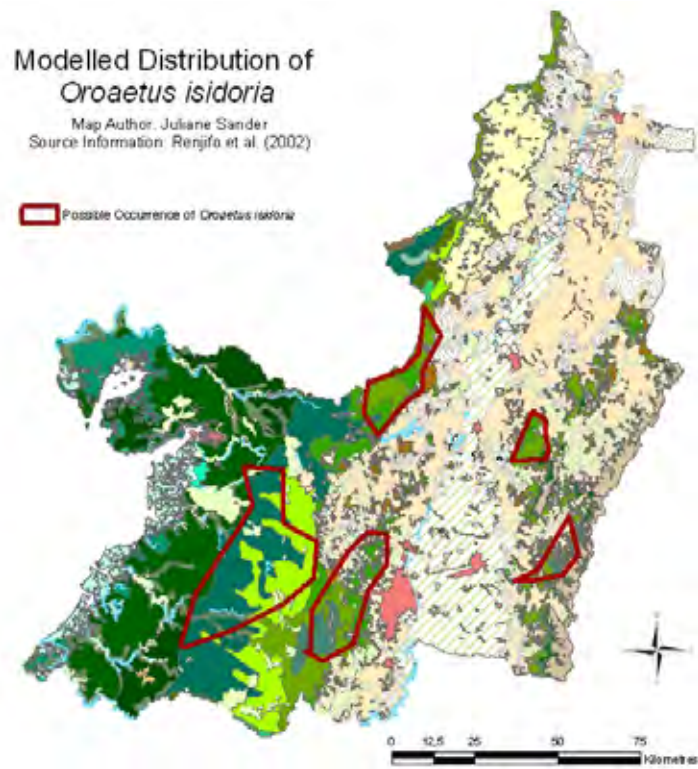 Modelled Distribution of
Oroaetus isidoria
Map Author: Juliane Sander
Source Information: Renjifo et al. (2002)
Possible Occurrence of Oroaetus isidoria
0 12,5 25 50 75
Kilometres